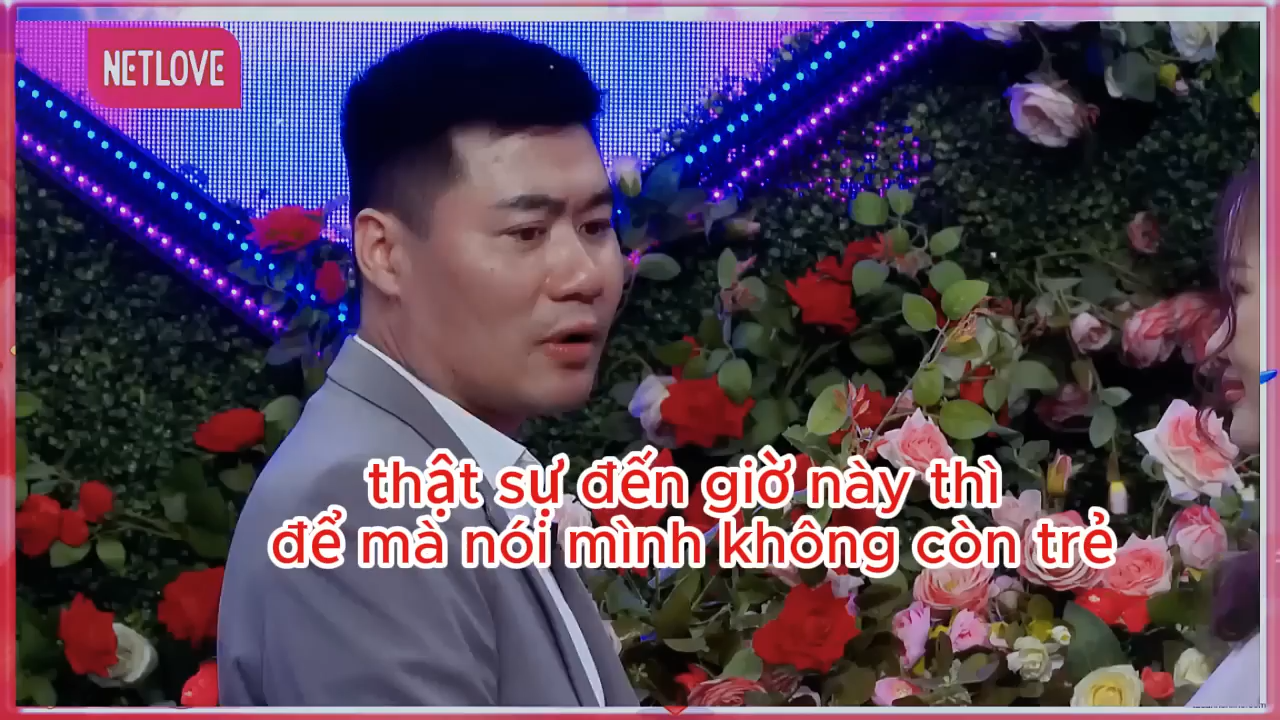 NETLOVE
thật sự đến giờ này thì
để mà nói mình không còn trẻ